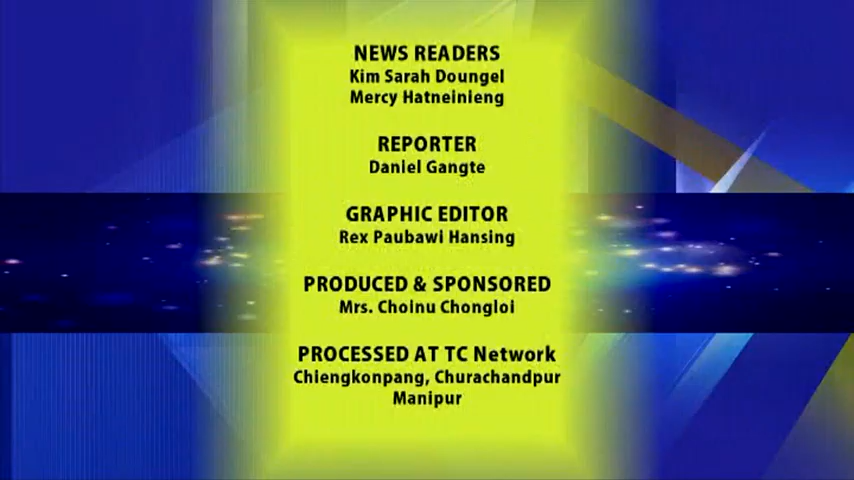 NEWS READERS
Kim Sarah Doungel
Mercy Hatneinieng
REPORTER
Daniel Gangte
GRAPHIC EDITOR
Rex Paubawi Hansing
PRODUCED & SPONSORED
Mrs. Choinu Chongloi
PROCESSED AT TC Network
Chiengkonpang, Churachandpur
Manipur